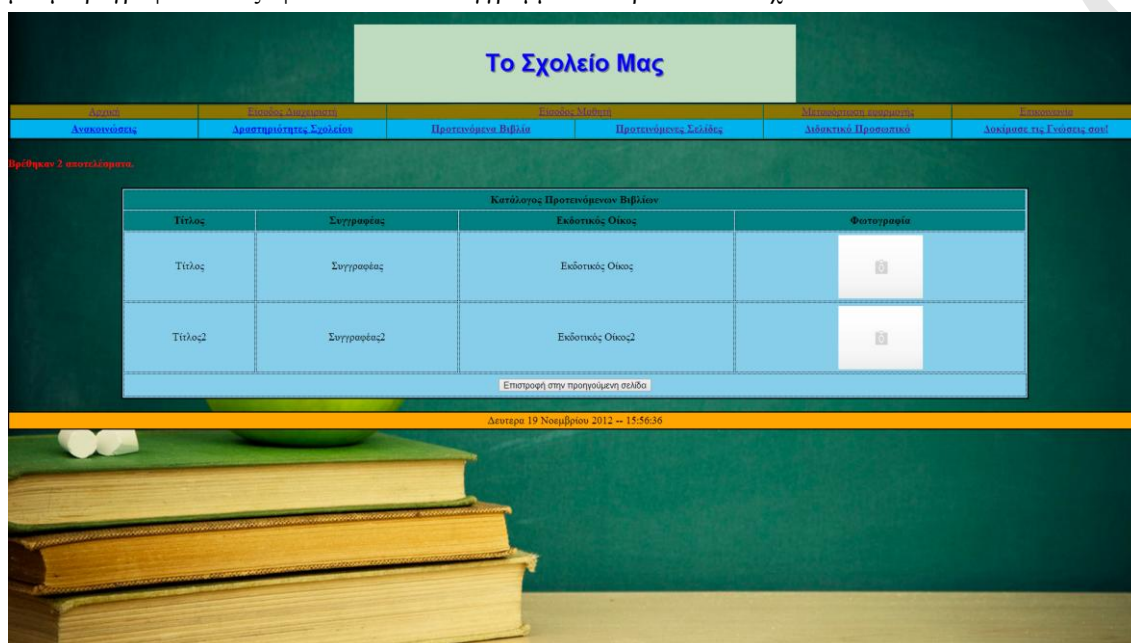 Το Σχολείο Μας
Αρχική Είσοδος Διαχειριστή Είσοδος Μαθητή Μεταφόρτωση εφαρμογής Επικοινωνία
Ανακοινώσεις Δραστηριότητες Σχολείου Προτεινόμενα Βιβλία Προτεινόμενες Σελίδες Διδακτικό Προσωπικό Δοκίμασε τις Γνώσεις σου!
Βρέθηκαν 2 αποτελέσματα.
Κατάλογος Προτεινόμενων Βιβλίων
Τίτλος Συγγραφέας Εκδοτικός Οίκος Φωτογραφία
Τίτλος Συγγραφέας Εκδοτικός Οίκος
Τίτλος2 Συγγραφέας2 Εκδοτικός Οίκος2
Επιστροφή στην προηγούμενη σελίδα
Δευτερα 19 Νοεμβρίου 2012 -- 15:56:36